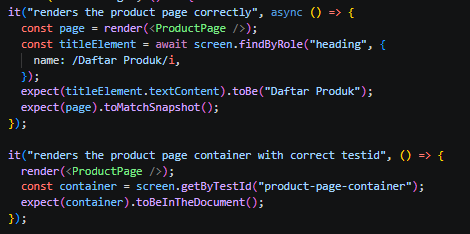 it("renders the product page correctly", async () => {
  const page = render(<ProductPage />);
  const titleElement = await screen.findByRole("heading", {
    name: /Daftar Produk/i,
  });
  expect(titleElement.textContent).toBe("Daftar Produk");
  expect(page).toMatchSnapshot();
});

it("renders the product page container with correct testid", () => {
  render(<ProductPage />);
  const container = screen.getByTestId("product-page-container");
  expect(container).toBeInTheDocument();
});